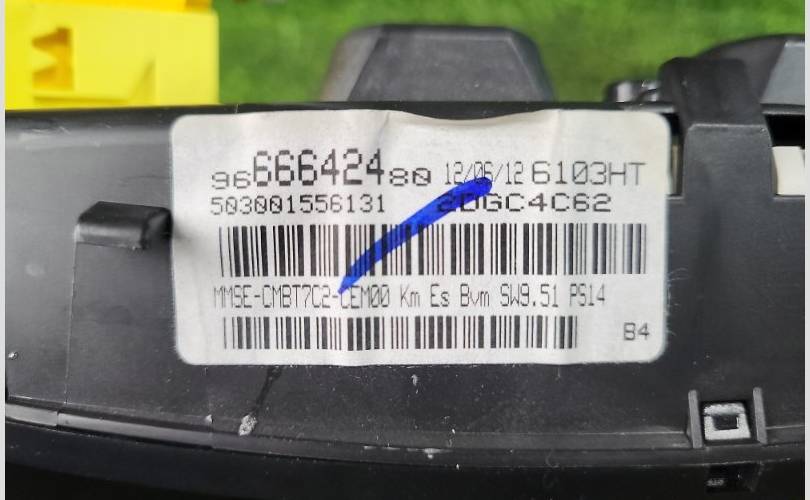 9666642480 12/06/12 6103HT
503001556131 2DGC4C62
MMSE-CMBT7C2-CEM00 Km Es Bvm SW9.51 PS14
B4